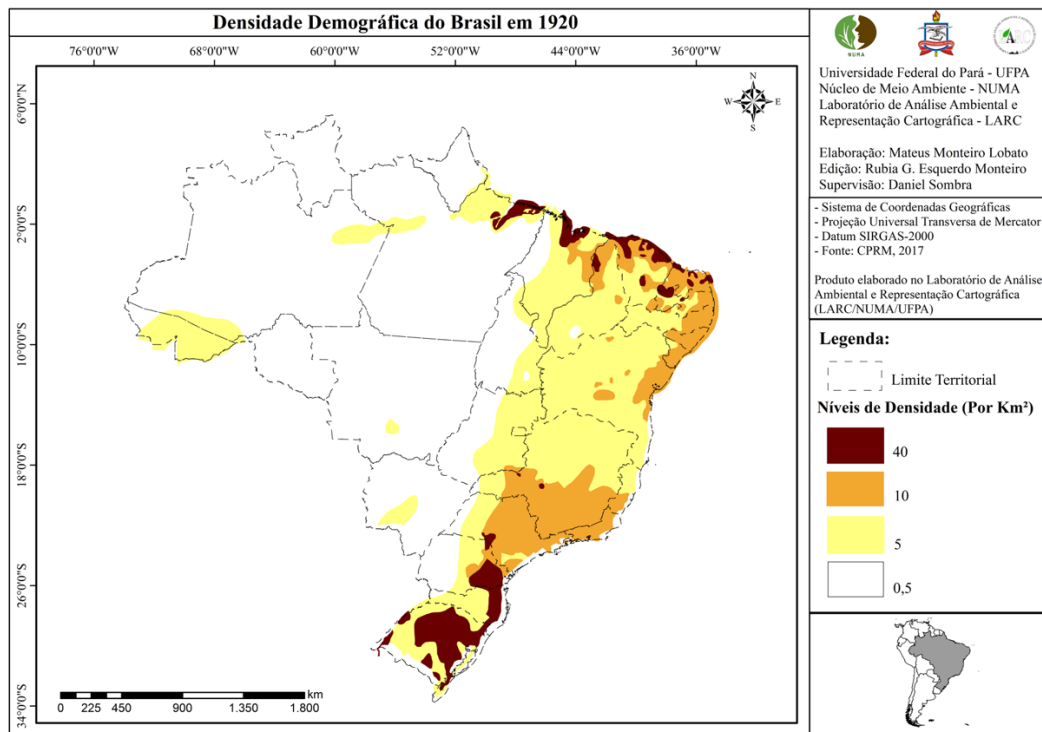 Densidade Demográfica do Brasil em 1920
76°0'0"W 68°0'0"W 60°0'0"W 52°0'0"W 44°0'0"W 36°0'0"W
6°0'0"N
2°0'0"S
10°0'0"S
18°0'0"S
26°0'0"S
34°0'0"S
N
W E
S
km
0 225 450 900 1.350 1.800
NUMA
Universidade Federal do Pará - UFPA
Núcleo de Meio Ambiente - NUMA
Laboratório de Análise Ambiental e
Representação Cartográfica - LARC
Elaboração: Mateus Monteiro Lobato
Edição: Rubia G. Esquerdo Monteiro
Supervisão: Daniel Sombra
- Sistema de Coordenadas Geográficas
- Projeção Universal Transversa de Mercator
- Datum SIRGAS-2000
- Fonte: CPRM, 2017
Produto elaborado no Laboratório de Análise
Ambiental e Representação Cartográfica
(LARC/NUMA/UFPA)
Legenda:
Limite Territorial
Níveis de Densidade (Por Km²)
40
10
5
0,5